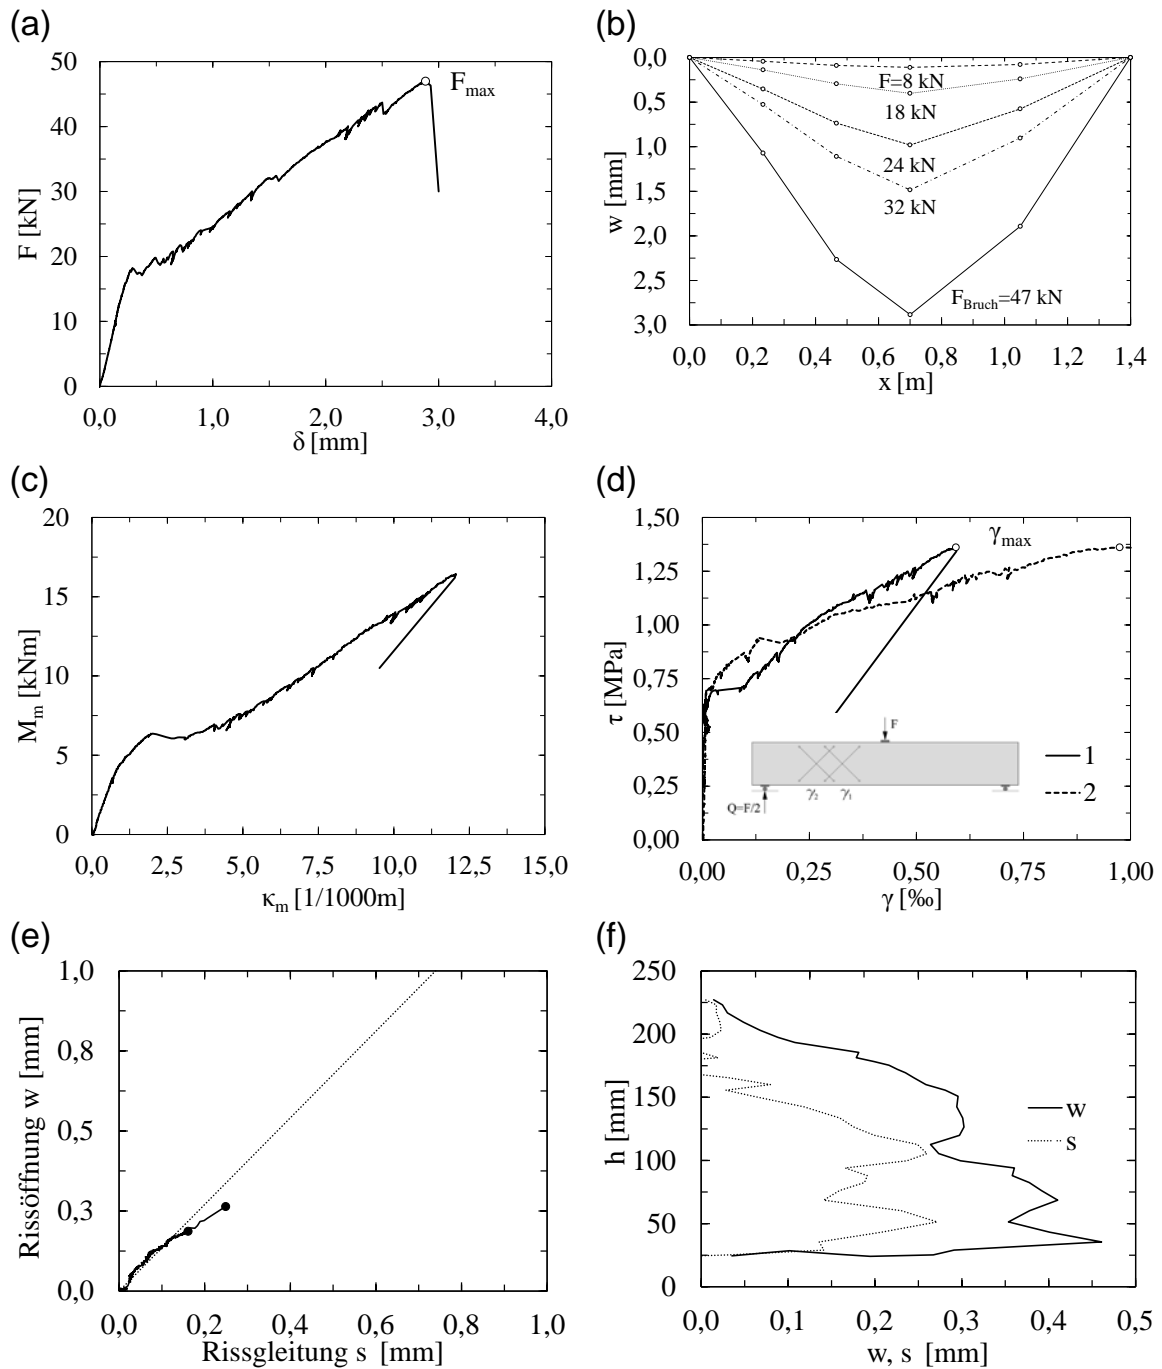 (a)
50
40
30
20
10
0
F [kN]
F_max
0,0 1,0 2,0 3,0 4,0
δ [mm]
(b)
0,0
0,5
1,0
1,5
2,0
2,5
3,0
w [mm]
F=8 kN
18 kN
24 kN
32 kN
F_Bruch=47 kN
0,0 0,2 0,4 0,6 0,8 1,0 1,2 1,4
x [m]
(c)
20
15
10
5
0
M_m [kNm]
0,0 2,5 5,0 7,5 10,0 12,5 15,0
κ_m [1/1000m]
(d)
1,50
1,25
1,00
0,75
0,50
0,25
0,00
τ [MPa]
γ_max
F
γ_2 γ_1
Q=F/2
1
2
0,00 0,25 0,50 0,75 1,00
γ [‰]
(e)
1,0
0,8
0,5
0,3
0,0
Rissöffnung w [mm]
0,0 0,2 0,4 0,6 0,8 1,0
Rissgleitung s [mm]
(f)
250
200
150
100
50
0
h [mm]
w
s
0,0 0,1 0,2 0,3 0,4 0,5
w, s [mm]